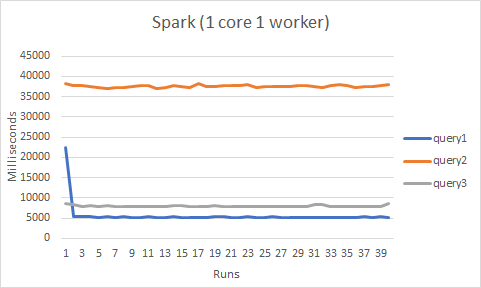 Spark (1 core 1 worker)
45000
40000
35000
30000
25000
20000
15000
10000
5000
0
Milliseconds
1 3 5 7 9 11 13 15 17 19 21 23 25 27 29 31 33 35 37 39
Runs
query1
query2
query3